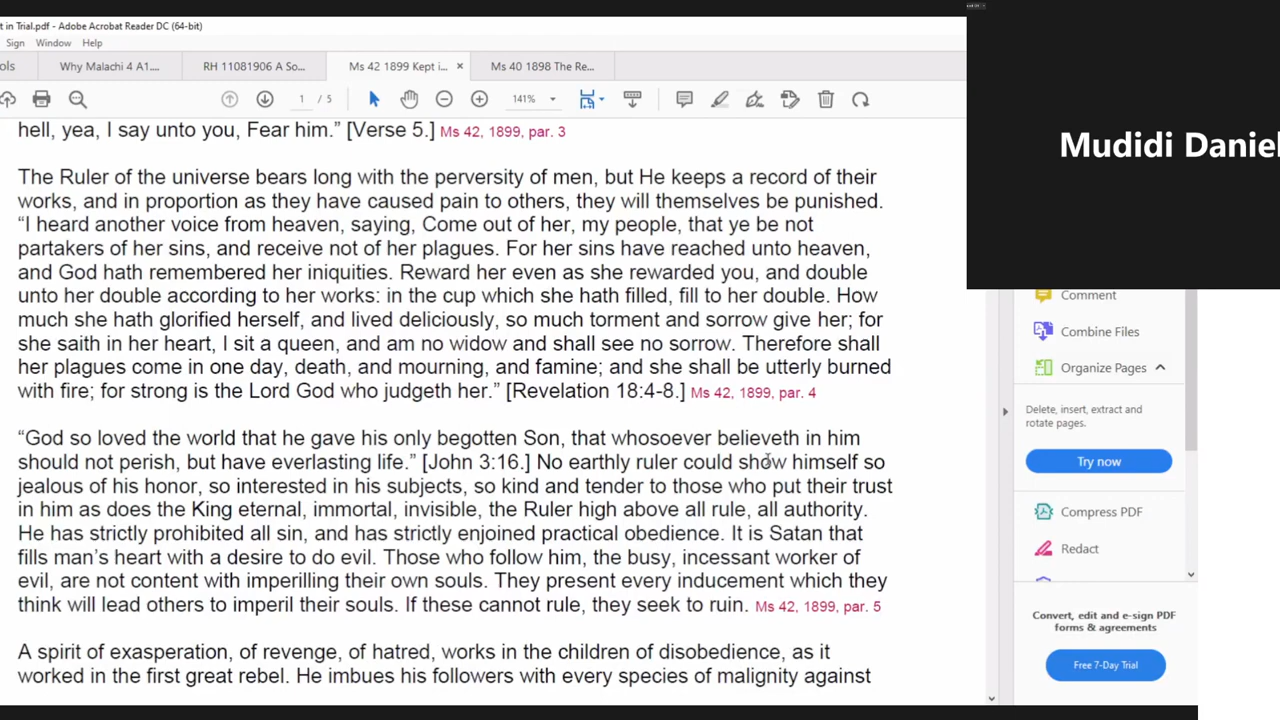 t in Trial.pdf - Adobe Acrobat Reader DC (64-bit)
Sign Window Help
ols Why Malachi 4 A1.... RH 11081906 A So... Ms 42 1899 Kept i... × Ms 40 1898 The Re...
1 / 5 141%
Mudidi Daniel
hell, yea, I say unto you, Fear him.” [Verse 5.] Ms 42, 1899, par. 3
The Ruler of the universe bears long with the perversity of men, but He keeps a record of their
works, and in proportion as they have caused pain to others, they will themselves be punished.
“I heard another voice from heaven, saying, Come out of her, my people, that ye be not
partakers of her sins, and receive not of her plagues. For her sins have reached unto heaven,
and God hath remembered her iniquities. Reward her even as she rewarded you, and double
unto her double according to her works: in the cup which she hath filled, fill to her double. How
much she hath glorified herself, and lived deliciously, so much torment and sorrow give her; for
she saith in her heart, I sit a queen, and am no widow and shall see no sorrow. Therefore shall
her plagues come in one day, death, and mourning, and famine; and she shall be utterly burned
with fire; for strong is the Lord God who judgeth her.” [Revelation 18:4-8.] Ms 42, 1899, par. 4
“God so loved the world that he gave his only begotten Son, that whosoever believeth in him
should not perish, but have everlasting life.” [John 3:16.] No earthly ruler could show himself so
jealous of his honor, so interested in his subjects, so kind and tender to those who put their trust
in him as does the King eternal, immortal, invisible, the Ruler high above all rule, all authority.
He has strictly prohibited all sin, and has strictly enjoined practical obedience. It is Satan that
fills man’s heart with a desire to do evil. Those who follow him, the busy, incessant worker of
evil, are not content with imperilling their own souls. They present every inducement which they
think will lead others to imperil their souls. If these cannot rule, they seek to ruin. Ms 42, 1899, par. 5
A spirit of exasperation, of revenge, of hatred, works in the children of disobedience, as it
worked in the first great rebel. He imbues his followers with every species of malignity against
Comment
Combine Files
Organize Pages
Delete, insert, extract and
rotate pages.
Try now
Compress PDF
Redact
Convert, edit and e-sign PDF
forms & agreements
Free 7-Day Trial